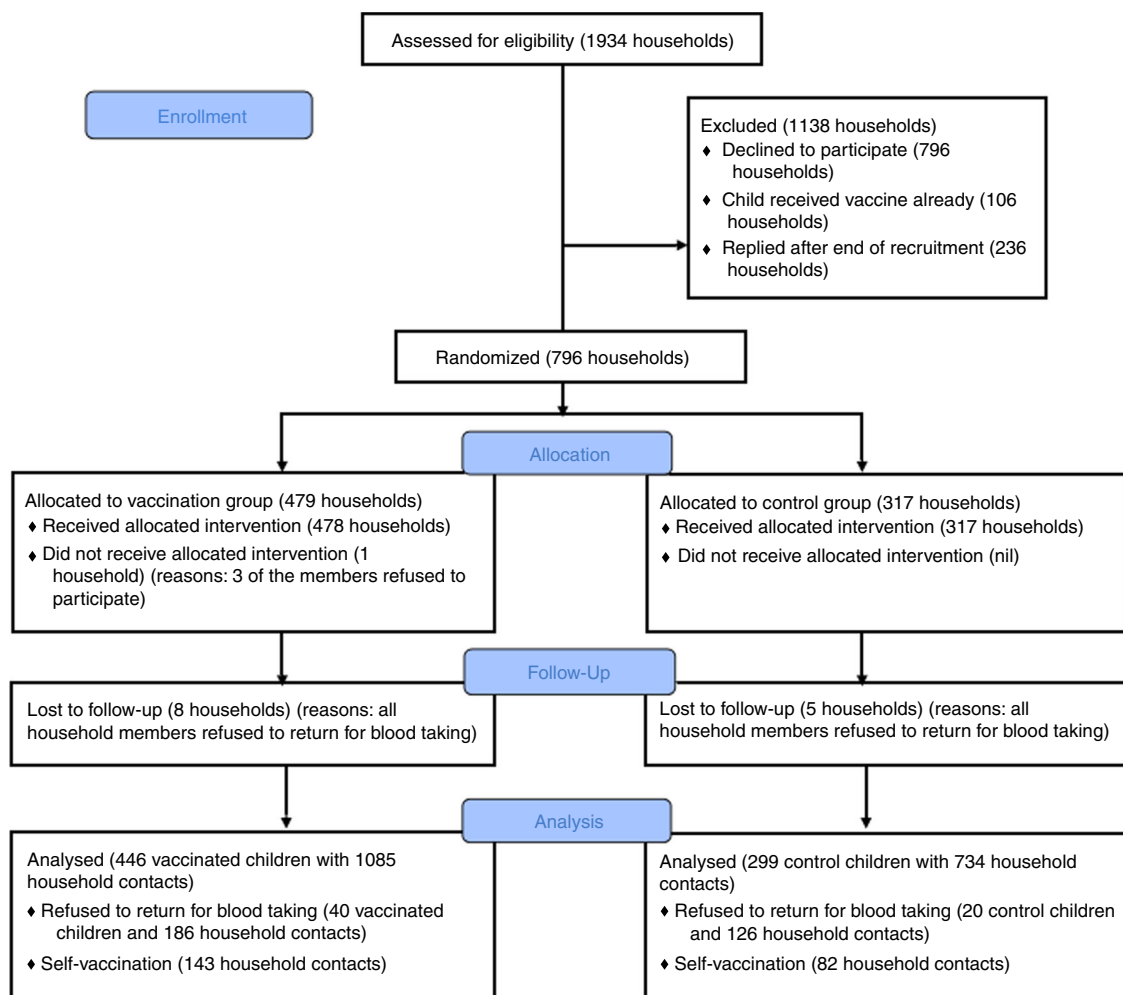 Assessed for eligibility (1934 households)
Enrollment
Excluded (1138 households)
♦ Declined to participate (796
households)
♦ Child received vaccine already (106
households)
♦ Replied after end of recruitment (236
households)
Randomized (796 households)
Allocation
Allocated to vaccination group (479 households)
♦ Received allocated intervention (478 households)
♦ Did not receive allocated intervention (1
household) (reasons: 3 of the members refused to
participate)
Allocated to control group (317 households)
♦ Received allocated intervention (317 households)
♦ Did not receive allocated intervention (nil)
Follow-Up
Lost to follow-up (8 households) (reasons: all
household members refused to return for blood taking)
Lost to follow-up (5 households) (reasons: all
household members refused to return for blood taking)
Analysis
Analysed (446 vaccinated children with 1085
household contacts)
♦ Refused to return for blood taking (40 vaccinated
children and 186 household contacts)
♦ Self-vaccination (143 household contacts)
Analysed (299 control children with 734 household
contacts)
♦ Refused to return for blood taking (20 control children
and 126 household contacts)
♦ Self-vaccination (82 household contacts)